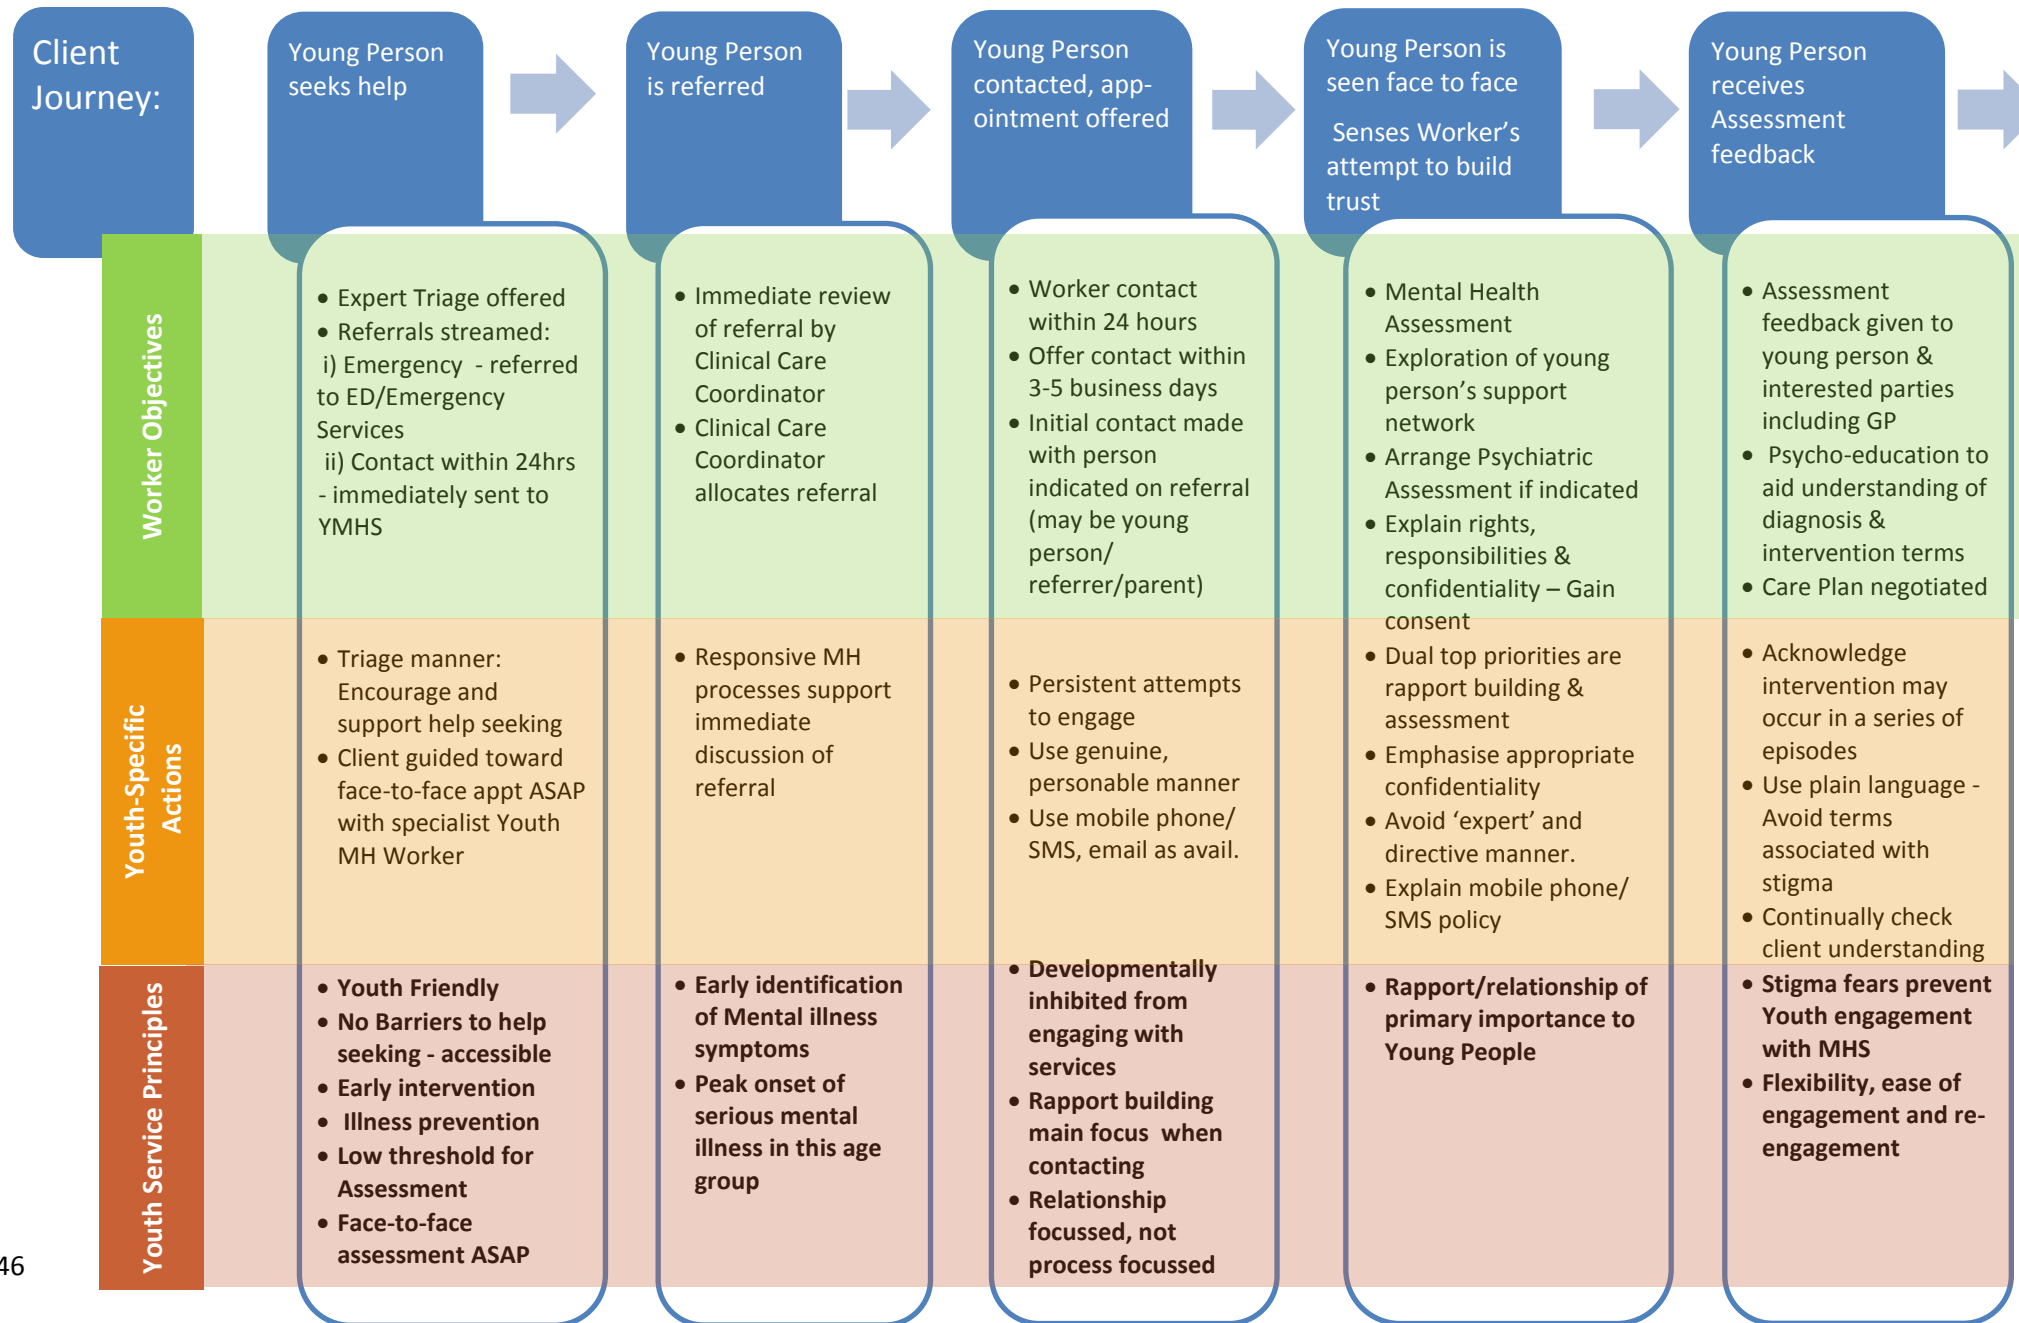 Client
Journey:
Young Person
seeks help
Young Person
is referred
Young Person
contacted, app-
ointment offered
Young Person is
seen face to face
Senses Worker's
attempt to build
trust
Young Person
receives
Assessment
feedback
Worker Objectives
• Expert Triage offered
• Referrals streamed:
i) Emergency - referred
to ED/Emergency
Services
ii) Contact within 24hrs
- immediately sent to
YMHS
• Immediate review
of referral by
Clinical Care
Coordinator
• Clinical Care
Coordinator
allocates referral
• Worker contact
within 24 hours
• Offer contact within
3-5 business days
• Initial contact made
with person
indicated on referral
(may be young
person/
referrer/parent)
• Mental Health
Assessment
• Exploration of young
person's support
network
• Arrange Psychiatric
Assessment if indicated
• Explain rights,
responsibilities &
confidentiality – Gain
consent
• Assessment
feedback given to
young person &
interested parties
including GP
• Psycho-education to
aid understanding of
diagnosis &
intervention terms
• Care Plan negotiated
Youth-Specific
Actions
• Triage manner:
Encourage and
support help seeking
• Client guided toward
face-to-face appt ASAP
with specialist Youth
MH Worker
• Responsive MH
processes support
immediate
discussion of
referral
• Persistent attempts
to engage
• Use genuine,
personable manner
• Use mobile phone/
SMS, email as avail.
• Dual top priorities are
rapport building &
assessment
• Emphasise appropriate
confidentiality
• Avoid 'expert' and
directive manner.
• Explain mobile phone/
SMS policy
• Acknowledge
intervention may
occur in a series of
episodes
• Use plain language -
Avoid terms
associated with
stigma
• Continually check
client understanding
Youth Service Principles
• Youth Friendly
• No Barriers to help
seeking - accessible
• Early intervention
• Illness prevention
• Low threshold for
Assessment
• Face-to-face
assessment ASAP
• Early identification
of Mental illness
symptoms
• Peak onset of
serious mental
illness in this age
group
• Developmentally
inhibited from
engaging with
services
• Rapport building
main focus when
contacting
• Relationship
focussed, not
process focussed
• Rapport/relationship of
primary importance to
Young People
• Stigma fears prevent
Youth engagement
with MHS
• Flexibility, ease of
engagement and re-
engagement
46